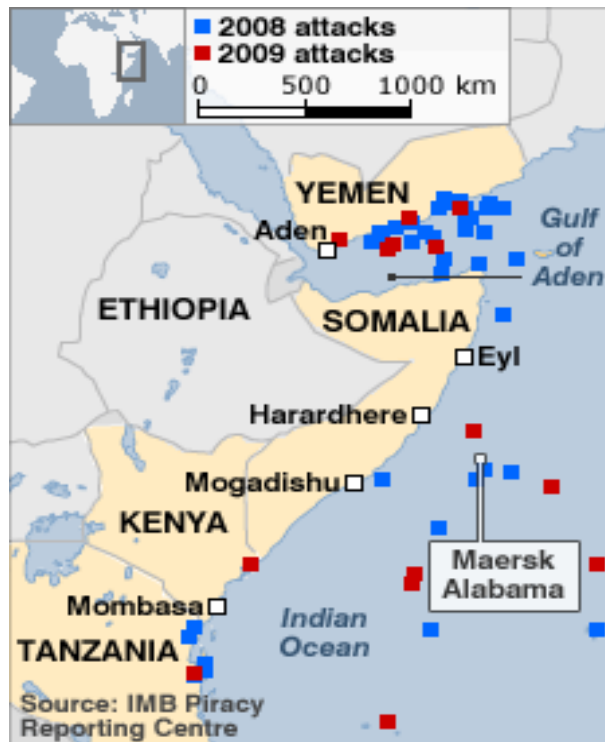 2008 attacks
2009 attacks
0 500 1000 km
YEMEN
Aden
Gulf
of
Aden
ETHIOPIA
SOMALIA
Eyl
Harardhere
Mogadishu
KENYA
Maersk
Alabama
Mombasa
Indian
Ocean
TANZANIA
Source: IMB Piracy
Reporting Centre